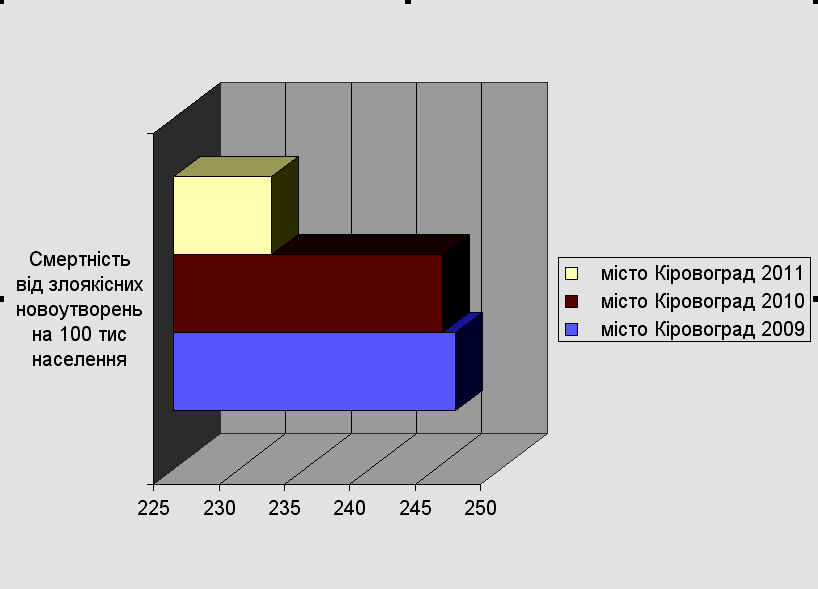 Смертність
від злоякісних
новоутворень
на 100 тис
населення
місто Кіровоград 2011
місто Кіровоград 2010
місто Кіровоград 2009
225 230 235 240 245 250